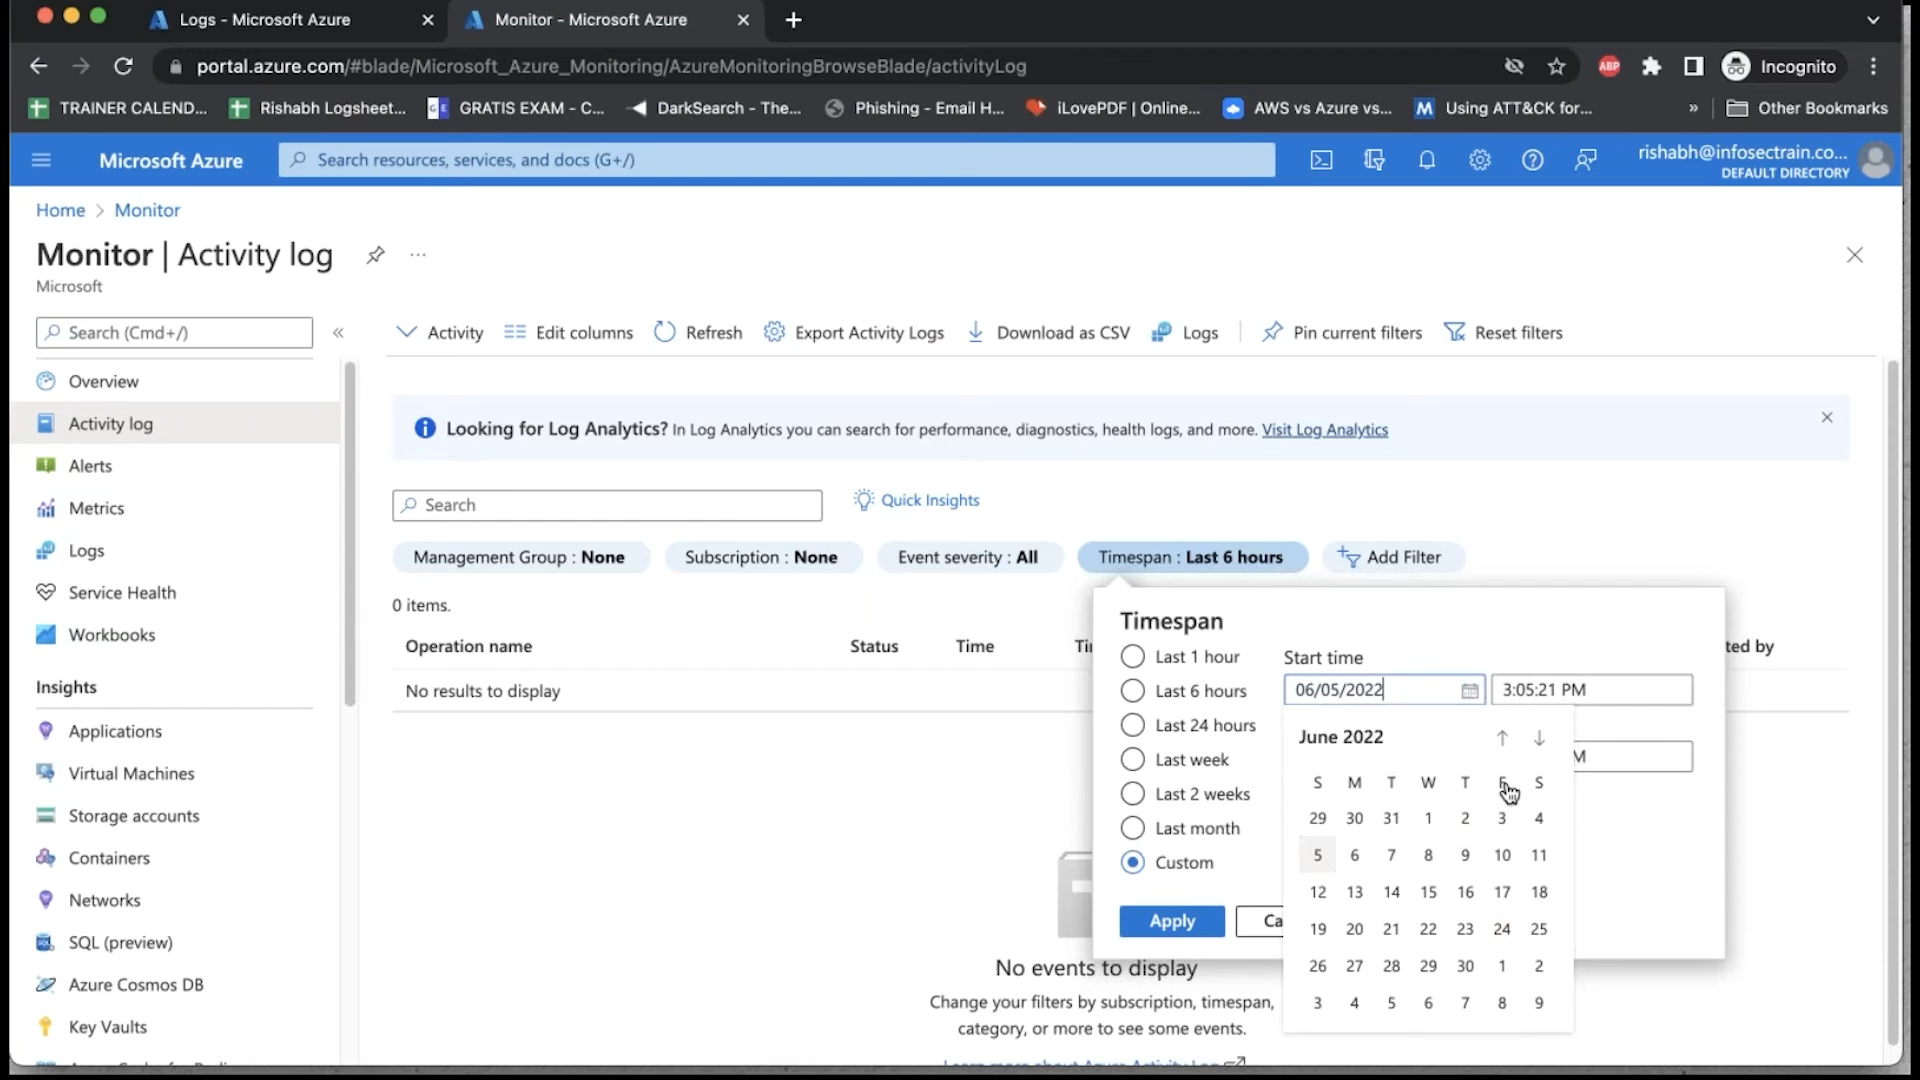 Logs - Microsoft Azure
Monitor - Microsoft Azure
portal.azure.com/#blade/Microsoft_Azure_Monitoring/AzureMonitoringBrowseBlade/activityLog
ABP
Incognito
TRAINER CALEND...
Rishabh Logsheet...
GRATIS EXAM - C...
DarkSearch - The...
Phishing - Email H...
iLovePDF | Online...
AWS vs Azure vs...
Using ATT&CK for...
»
Other Bookmarks
Microsoft Azure
Search resources, services, and docs (G+/)
rishabh@infosectrain.co...
DEFAULT DIRECTORY
Home > Monitor
Monitor | Activity log
...
Microsoft
Search (Cmd+/)
«
Activity
Edit columns
Refresh
Export Activity Logs
Download as CSV
Logs
Pin current filters
Reset filters
Overview
Activity log
Alerts
Metrics
Logs
Service Health
Workbooks
Insights
Applications
Virtual Machines
Storage accounts
Containers
Networks
SQL (preview)
Azure Cosmos DB
Key Vaults
Looking for Log Analytics? In Log Analytics you can search for performance, diagnostics, health logs, and more. Visit Log Analytics
Search
Quick Insights
Management Group : None
Subscription : None
Event severity : All
Timespan : Last 6 hours
Add Filter
0 items.
Operation name
Status
Time
Ti
ted by
No results to display
Timespan
Last 1 hour
Last 6 hours
Last 24 hours
Last week
Last 2 weeks
Last month
Custom
Start time
06/05/2022
3:05:21 PM
M
June 2022
S M T W T F S
29 30 31 1 2 3 4
5 6 7 8 9 10 11
12 13 14 15 16 17 18
19 20 21 22 23 24 25
26 27 28 29 30 1 2
3 4 5 6 7 8 9
Apply
Ca
No events to display
Change your filters by subscription, timespan,
category, or more to see some events.
Learn more about Azure Activity Log